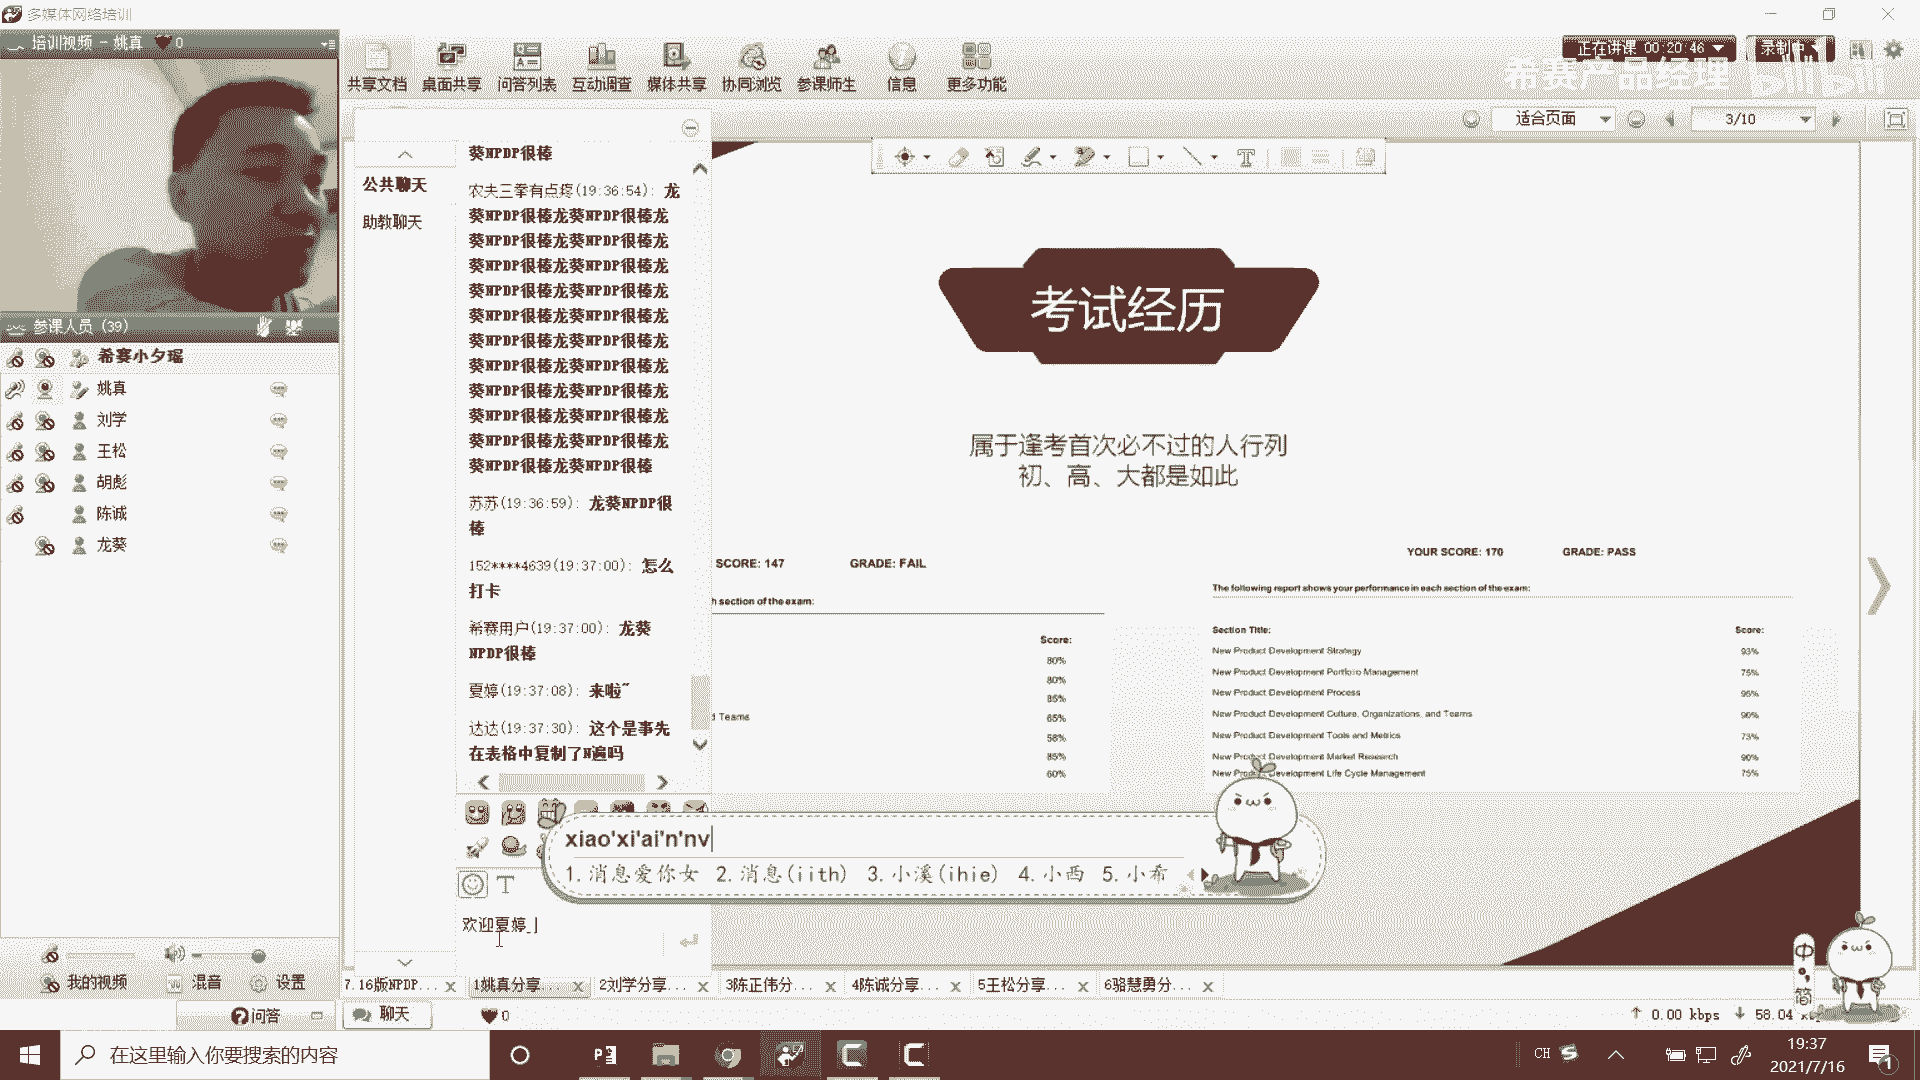 多媒体网络培训
培训视频 - 姚真 0
共享文档 桌面共享 问答列表 互动调查 媒体共享 协同浏览 参课师生 信息 更多功能
正在讲课 00:20:46
录制中
希赛产品经理 bilibili
适合页面
3/10
公共聊天
助教聊天
葵NPDP很棒
农夫三拳有点疼(19:36:54): 龙
葵NPDP很棒龙葵NPDP很棒龙
葵NPDP很棒龙葵NPDP很棒龙
葵NPDP很棒龙葵NPDP很棒龙
葵NPDP很棒龙葵NPDP很棒龙
葵NPDP很棒龙葵NPDP很棒龙
葵NPDP很棒龙葵NPDP很棒龙
葵NPDP很棒龙葵NPDP很棒龙
葵NPDP很棒龙葵NPDP很棒龙
葵NPDP很棒龙葵NPDP很棒龙
葵NPDP很棒龙葵NPDP很棒龙
葵NPDP很棒龙葵NPDP很棒
苏苏(19:36:59): 龙葵NPDP很
棒
152****4639(19:37:00): 怎么
打卡
希赛用户(19:37:00): 龙葵
NPDP很棒
夏婷(19:37:08): 来啦~
达达(19:37:30): 这个是事先
在表格中复制了N遍吗
参课人员 (39)
希赛小夕瑶
姚真
刘学
王松
胡彪
陈诚
龙葵
考试经历
属于逢考首次必不过的人行列
初、高、大都是如此
SCORE: 147 GRADE: FAIL
section of the exam:
Score:
80%
80%
85%
65%
58%
85%
60%
Teams
YOUR SCORE: 170 GRADE: PASS
The following report shows your performance in each section of the exam:
Section Title: Score:
New Product Development Strategy 93%
New Product Development Portfolio Management 75%
New Product Development Process 95%
New Product Development Culture, Organizations, and Teams 90%
New Product Development Tools and Metrics 73%
New Product Development Market Research 90%
New Product Development Life Cycle Management 75%
xiao'xi'ai'n'nv
1.消息爱你女 2.消息(iith) 3.小溪(ihie) 4.小西 5.小希
欢迎夏婷_]
我的视频 混音 设置
7.16版NPDP... 1姚真分享... 2刘学分享... 3陈正伟分... 4陈诚分享... 5王松分享... 6骆慧勇分...
问答 聊天 0
0.00 kbps 58.04
中
简
在这里输入你要搜索的内容
CH
19:37
2021/7/16
1